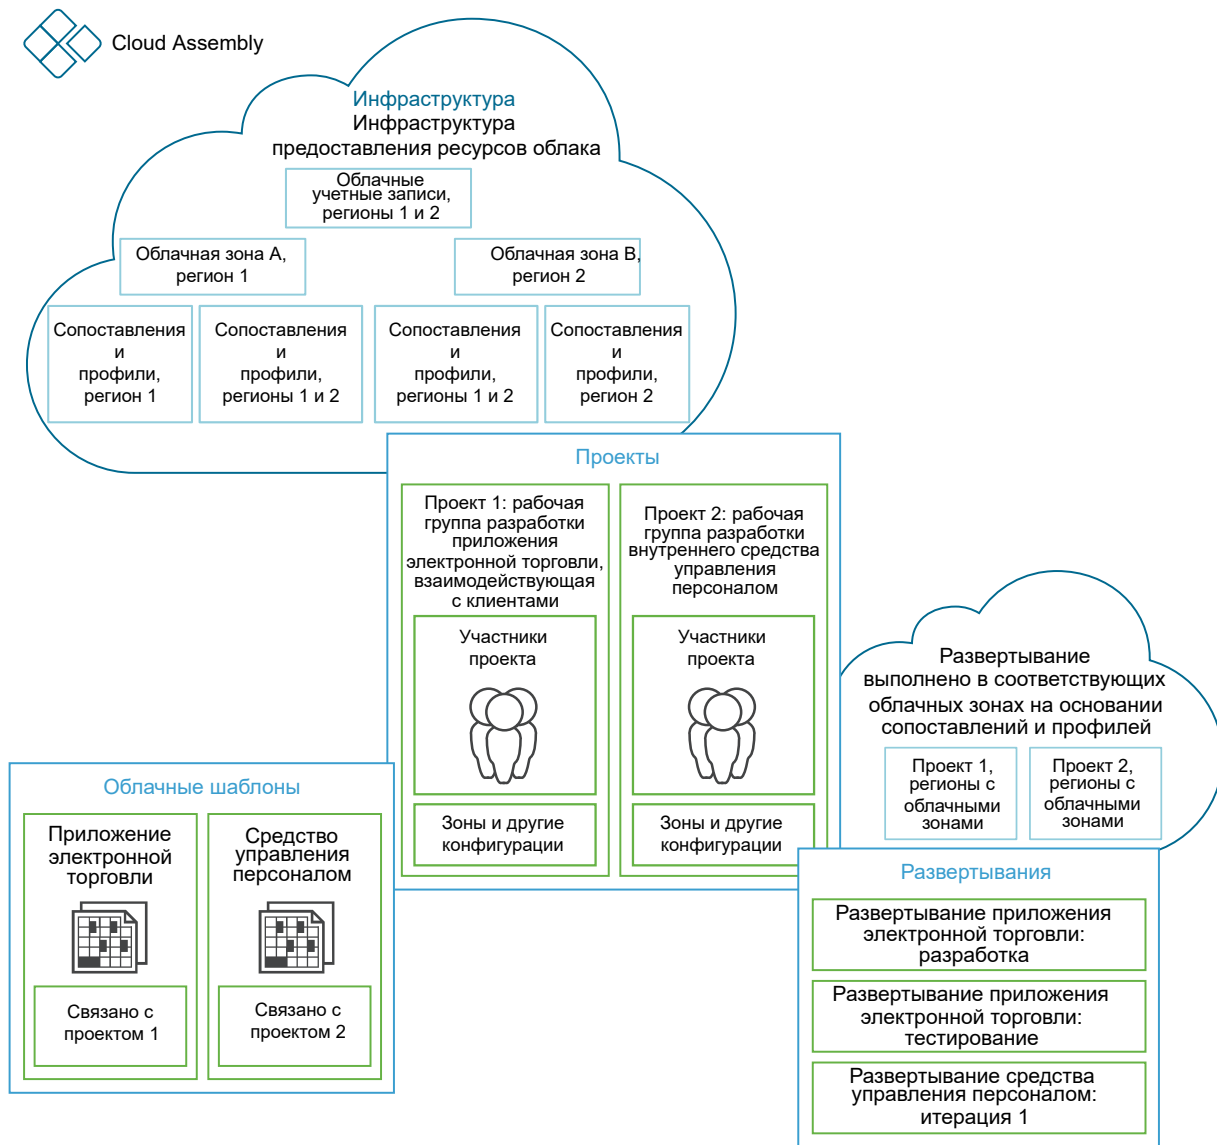 Cloud Assembly
Инфраструктура
Инфраструктура
предоставления ресурсов облака
Облачные
учетные записи,
регионы 1 и 2
Облачная зона A,
регион 1
Облачная зона B,
регион 2
Сопоставления
и
профили,
регион 1
Сопоставления
и
профили,
регионы 1 и 2
Сопоставления
и
профили,
регионы 1 и 2
Сопоставления
и
профили,
регион 2
Проекты
Проект 1: рабочая
группа разработки
приложения
электронной торговли,
взаимодействующая
с клиентами
Участники
проекта
Зоны и другие
конфигурации
Проект 2: рабочая
группа разработки
внутреннего средства
управления
персоналом
Участники
проекта
Зоны и другие
конфигурации
Облачные шаблоны
Приложение
электронной
торговли
Связано с
проектом 1
Средство
управления
персоналом
Связано с
проектом 2
Развертывание
выполнено в соответствующих
облачных зонах на основании
сопоставлений и профилей
Проект 1,
регионы с
облачными
зонами
Проект 2,
регионы с
облачными
зонами
Развертывания
Развертывание приложения
электронной торговли:
разработка
Развертывание приложения
электронной торговли:
тестирование
Развертывание средства
управления персоналом:
итерация 1